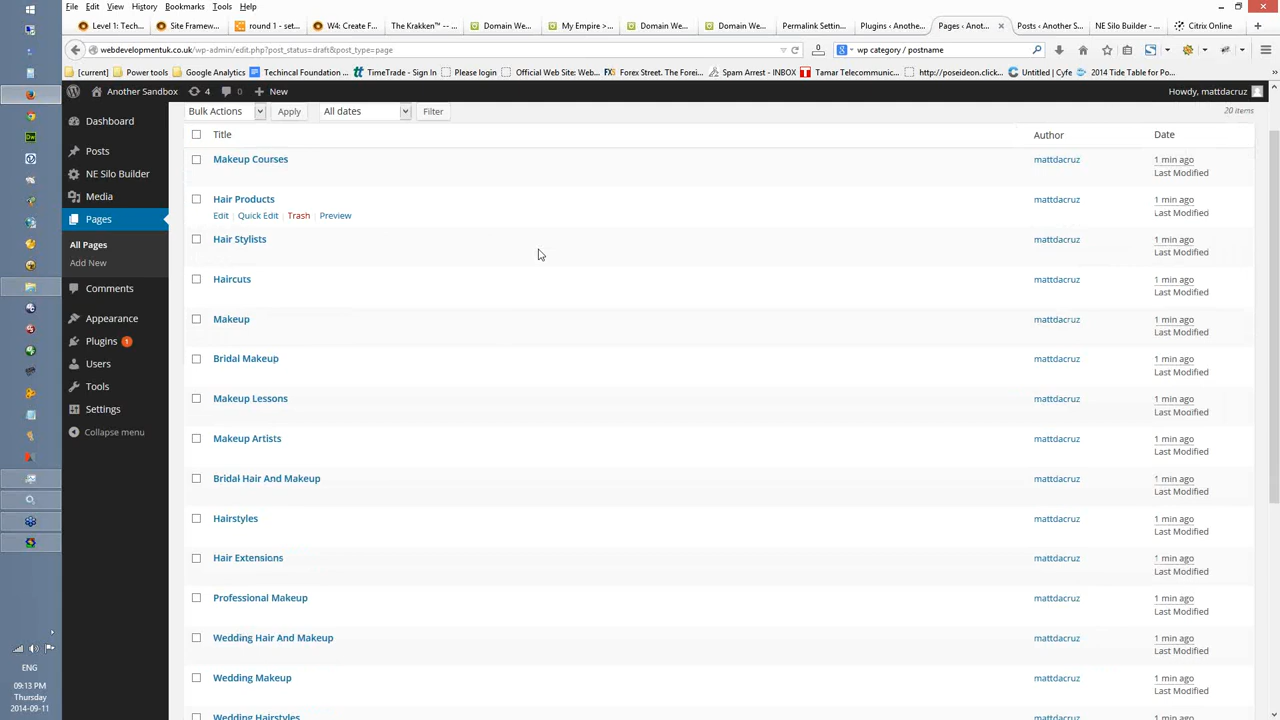 File Edit View History Bookmarks Tools Help
Level 1: Tech... Site Framew... round 1 - set... W4: Create F... The Krakken™ -... Domain We... My Empire >... Domain We... Domain We... Permalink Settin... Plugins ‹ Anothe... Pages ‹ Anot... Posts ‹ Another S... NE Silo Builder - ... Citrix Online
webdevelopmentuk.co.uk/wp-admin/edit.php?post_status=draft&post_type=page
wp category / postname
[current] Power tools Google Analytics Techincal Foundation ... TimeTrade - Sign In Please login Official Web Site: Web... Forex Street: The Forei... Spam Arrest - INBOX Tamar Telecommunic... http://poseidon.click... Untitled | Cyfe 2014 Tide Table for Po...
Another Sandbox 4 0 New
Howdy, mattdacruz
Dashboard
Posts
NE Silo Builder
Media
Pages
All Pages
Add New
Comments
Appearance
Plugins 1
Users
Tools
Settings
Collapse menu
Bulk Actions Apply All dates Filter
20 items
Title Author Date
Makeup Courses mattdacruz 1 min ago
Last Modified
Hair Products mattdacruz 1 min ago
Edit | Quick Edit | Trash | Preview Last Modified
Hair Stylists mattdacruz 1 min ago
Last Modified
Haircuts mattdacruz 1 min ago
Last Modified
Makeup mattdacruz 1 min ago
Last Modified
Bridal Makeup mattdacruz 1 min ago
Last Modified
Makeup Lessons mattdacruz 1 min ago
Last Modified
Makeup Artists mattdacruz 1 min ago
Last Modified
Bridal Hair And Makeup mattdacruz 1 min ago
Last Modified
Hairstyles mattdacruz 1 min ago
Last Modified
Hair Extensions mattdacruz 1 min ago
Last Modified
Professional Makeup mattdacruz 1 min ago
Last Modified
Wedding Hair And Makeup mattdacruz 1 min ago
Last Modified
Wedding Makeup mattdacruz 1 min ago
Last Modified
Wedding Hairstyles mattdacruz 1 min ago
ENG
09:13 PM
Thursday
2014-09-11